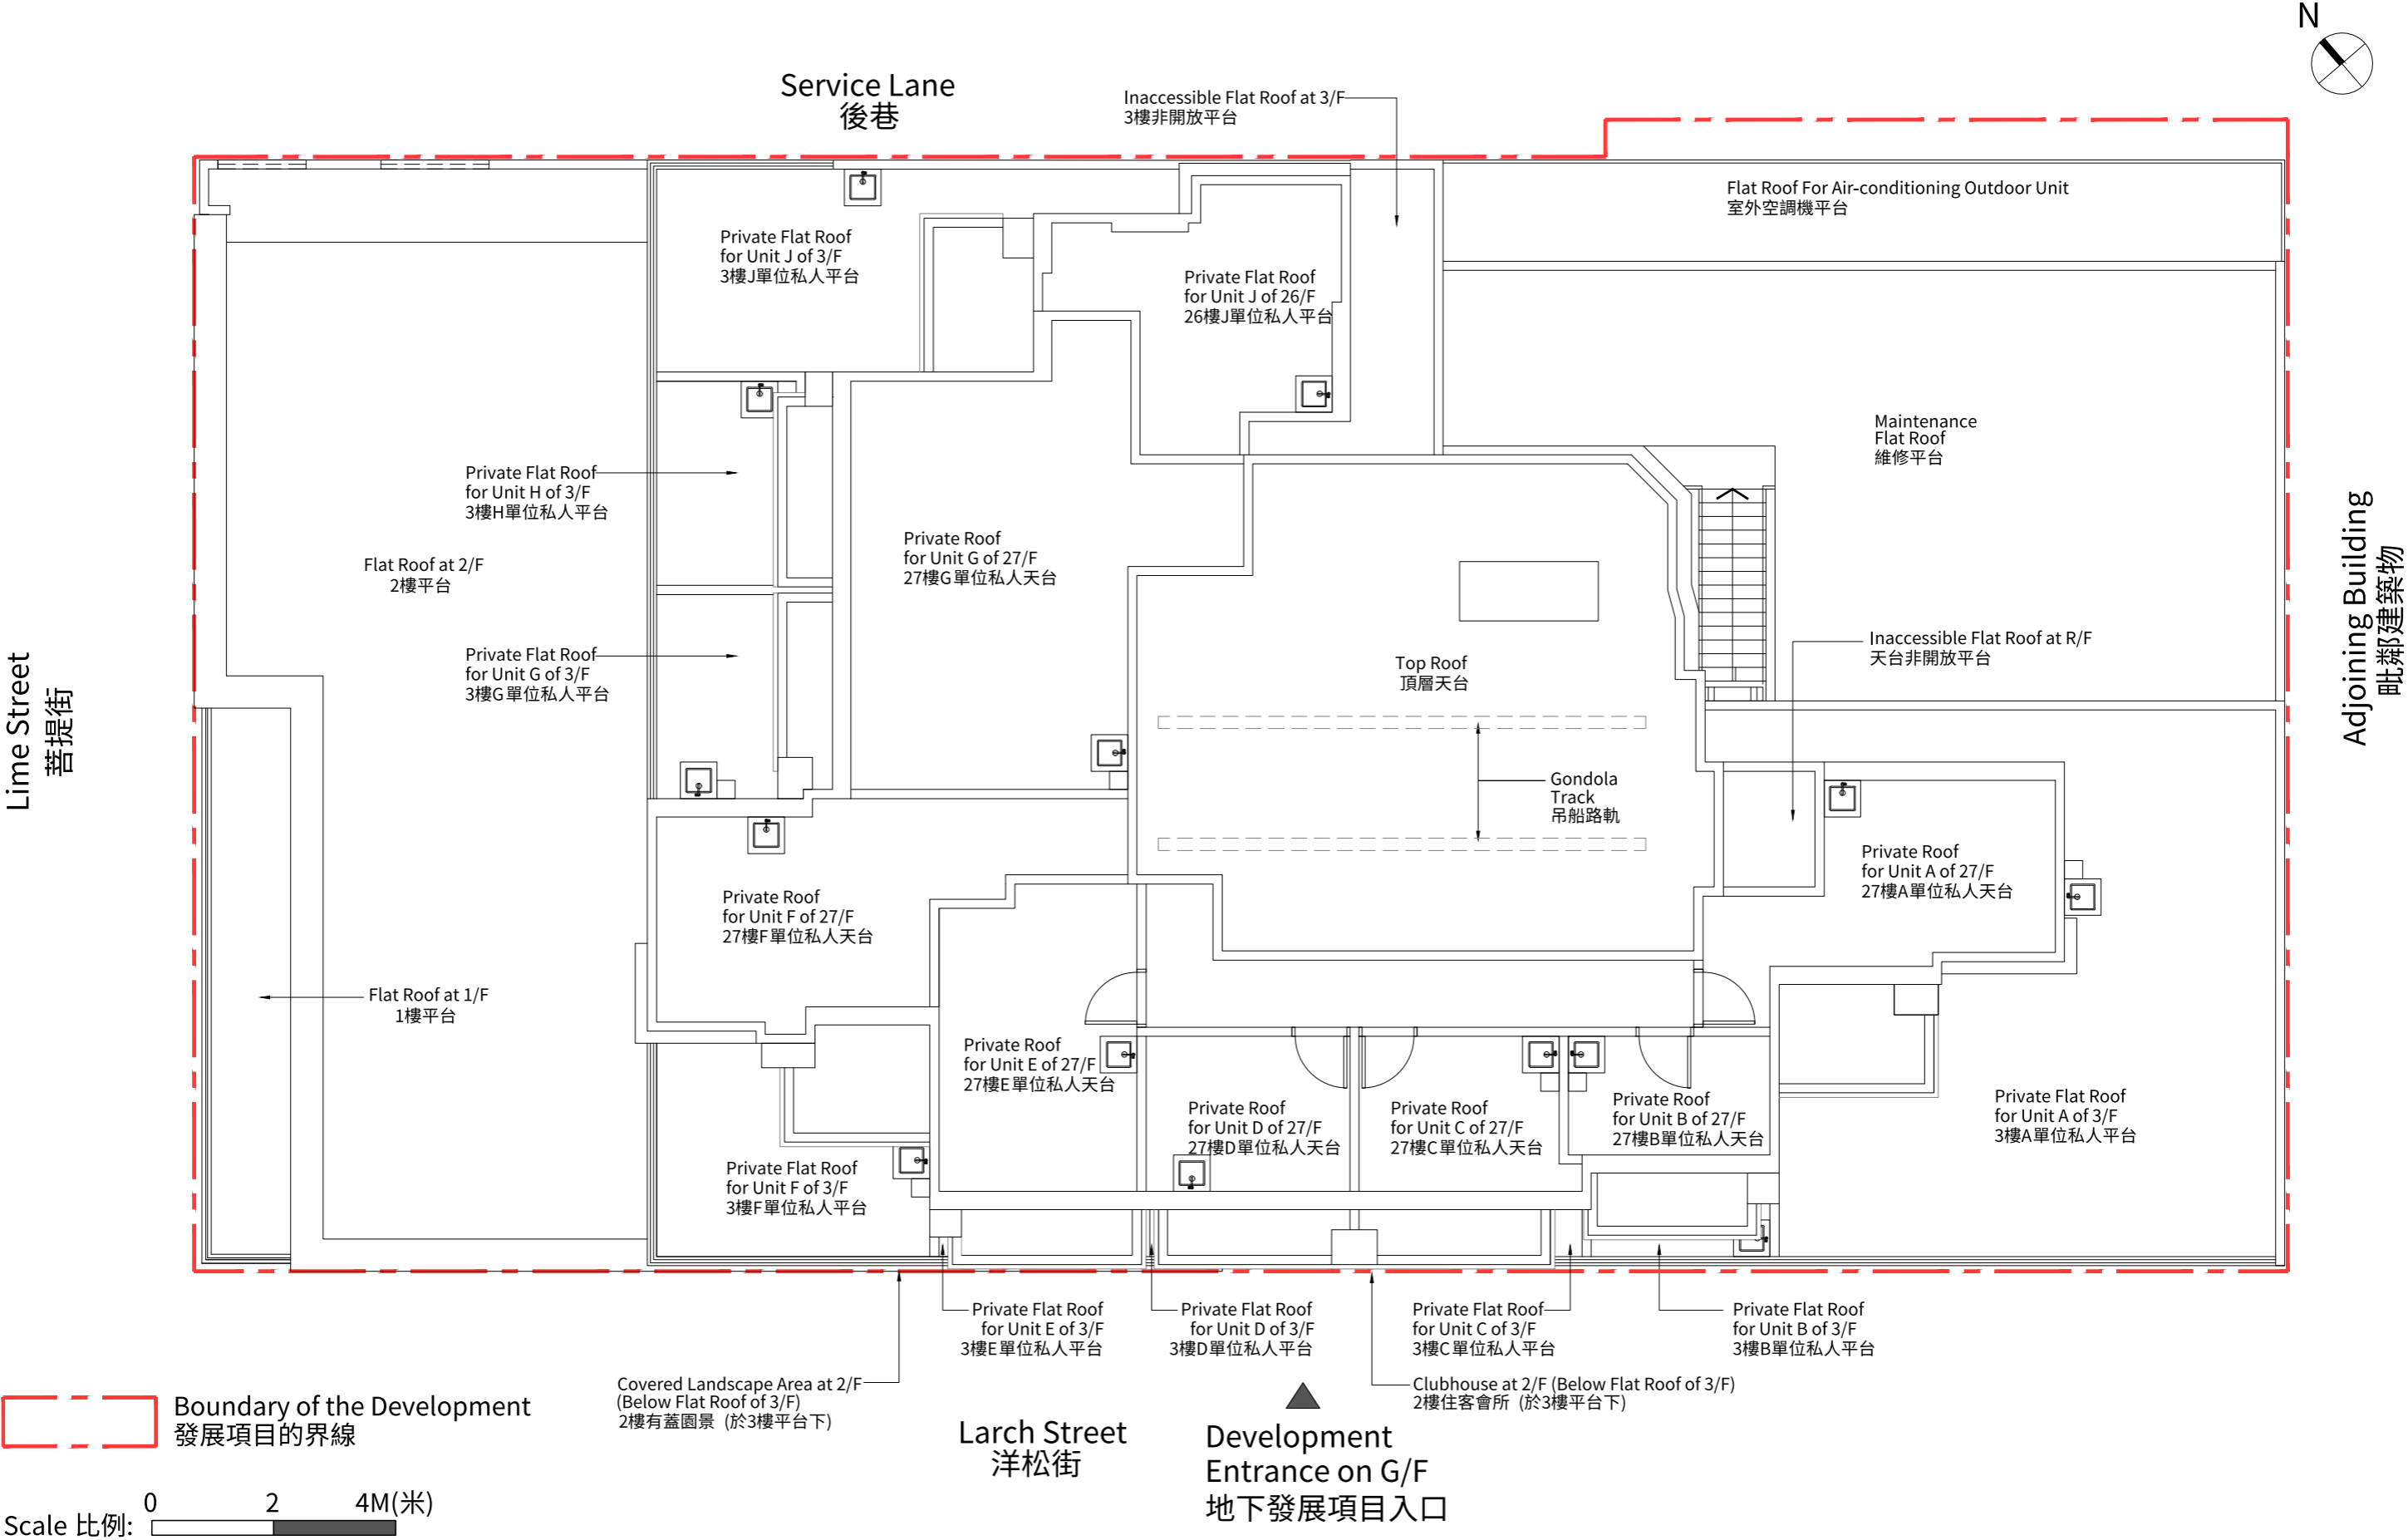 N
Service Lane
後巷
Inaccessible Flat Roof at 3/F
3樓非開放平台
Flat Roof For Air-conditioning Outdoor Unit
室外空調機平台
Private Flat Roof
for Unit J of 3/F
3樓J單位私人平台
Private Flat Roof
for Unit J of 26/F
26樓J單位私人平台
Maintenance
Flat Roof
維修平台
Private Flat Roof
for Unit H of 3/F
3樓H單位私人平台
Flat Roof at 2/F
2樓平台
Private Roof
for Unit G of 27/F
27樓G單位私人天台
Adjoining Building
毗鄰建築物
Lime Street
菩提街
Private Flat Roof
for Unit G of 3/F
3樓G單位私人平台
Top Roof
頂層天台
Inaccessible Flat Roof at R/F
天台非開放平台
Gondola
Track
吊船路軌
Private Roof
for Unit A of 27/F
27樓A單位私人天台
Private Roof
for Unit F of 27/F
27樓F單位私人天台
Flat Roof at 1/F
1樓平台
Private Roof
for Unit E of 27/F
27樓E單位私人天台
Private Roof
for Unit D of 27/F
27樓D單位私人天台
Private Roof
for Unit C of 27/F
27樓C單位私人天台
Private Roof
for Unit B of 27/F
27樓B單位私人天台
Private Flat Roof
for Unit A of 3/F
3樓A單位私人平台
Private Flat Roof
for Unit F of 3/F
3樓F單位私人平台
Private Flat Roof
for Unit E of 3/F
3樓E單位私人平台
Private Flat Roof
for Unit D of 3/F
3樓D單位私人平台
Private Flat Roof
for Unit C of 3/F
3樓C單位私人平台
Private Flat Roof
for Unit B of 3/F
3樓B單位私人平台
Covered Landscape Area at 2/F
(Below Flat Roof of 3/F)
2樓有蓋園景 (於3樓平台下)
Clubhouse at 2/F (Below Flat Roof of 3/F)
2樓住客會所 (於3樓平台下)
Boundary of the Development
發展項目的界線
Larch Street
洋松街
Development
Entrance on G/F
地下發展項目入口
0 2 4M(米)
Scale 比例: